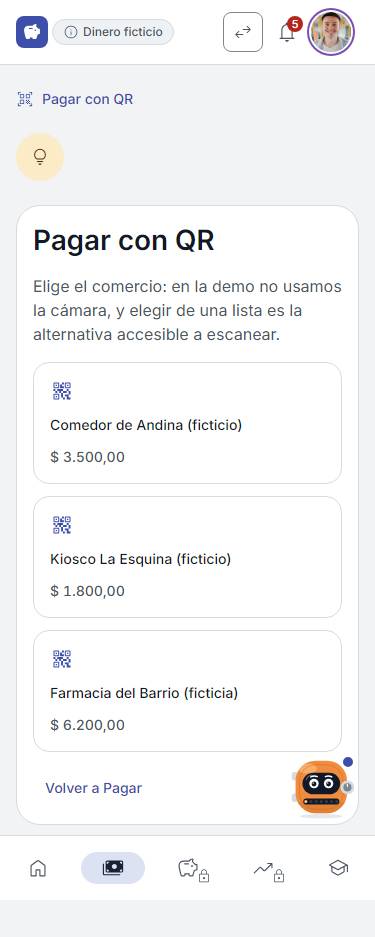 Dinero ficticio
5
Pagar con QR
Pagar con QR
Elige el comercio: en la demo no usamos
la cámara, y elegir de una lista es la
alternativa accesible a escanear.
Comedor de Andina (ficticio)
$ 3.500,00
Kiosco La Esquina (ficticio)
$ 1.800,00
Farmacia del Barrio (ficticia)
$ 6.200,00
Volver a Pagar